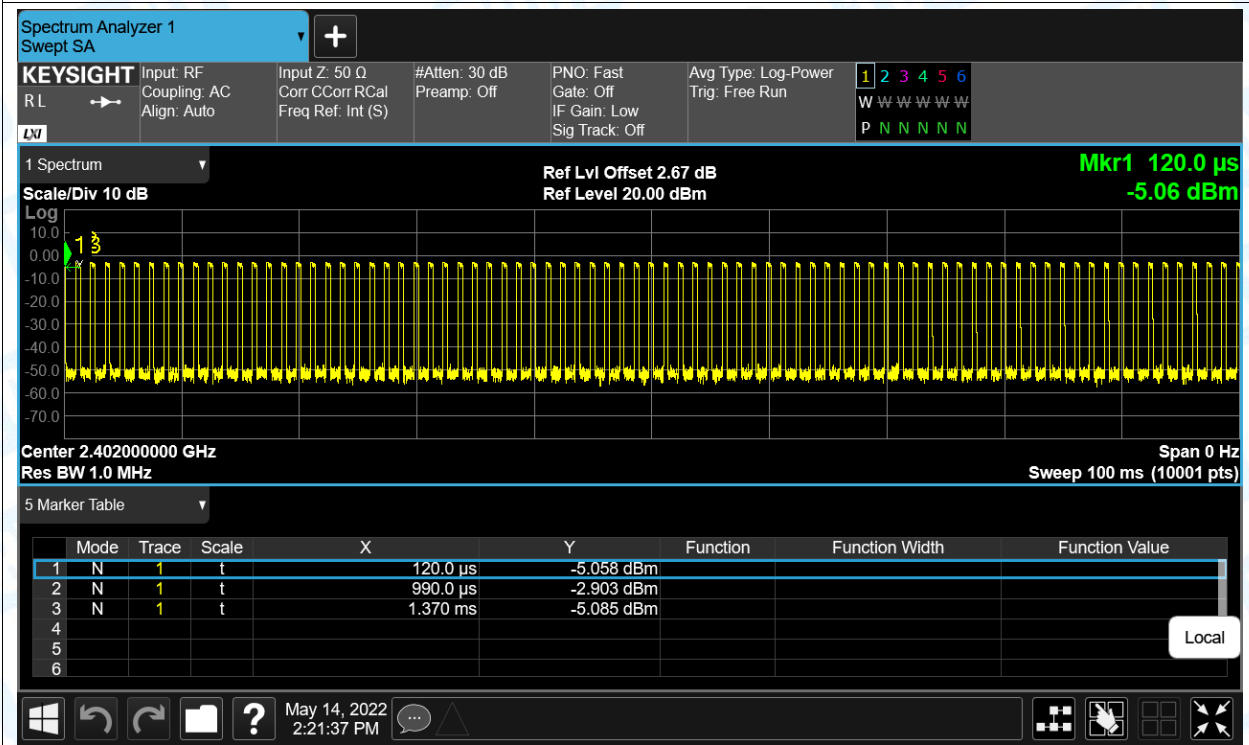 Spectrum Analyzer 1
Swept SA
KEYSIGHT Input: RF Input Z: 50 Ω #Atten: 30 dB PNO: Fast Avg Type: Log-Power 1 2 3 4 5 6
R L Coupling: AC Corr CCorr RCal Preamp: Off Gate: Off Trig: Free Run W W W W W W
Align: Auto Freq Ref: Int (S) IF Gain: Low
LXI Sig Track: Off P N N N N N
1 Spectrum Ref Lvl Offset 2.67 dB Mkr1 120.0 µs
Scale/Div 10 dB Ref Level 20.00 dBm -5.06 dBm
Log
10.0
1 3
0.00
-10.0
-20.0
-30.0
-40.0
-50.0
-60.0
-70.0
Center 2.402000000 GHz Span 0 Hz
Res BW 1.0 MHz Sweep 100 ms (10001 pts)
5 Marker Table
Mode Trace Scale X Y Function Function Width Function Value
1 N 1 t 120.0 µs -5.058 dBm
2 N 1 t 990.0 µs -2.903 dBm
3 N 1 t 1.370 ms -5.085 dBm
4
5
6
Local
? May 14, 2022
2:21:37 PM